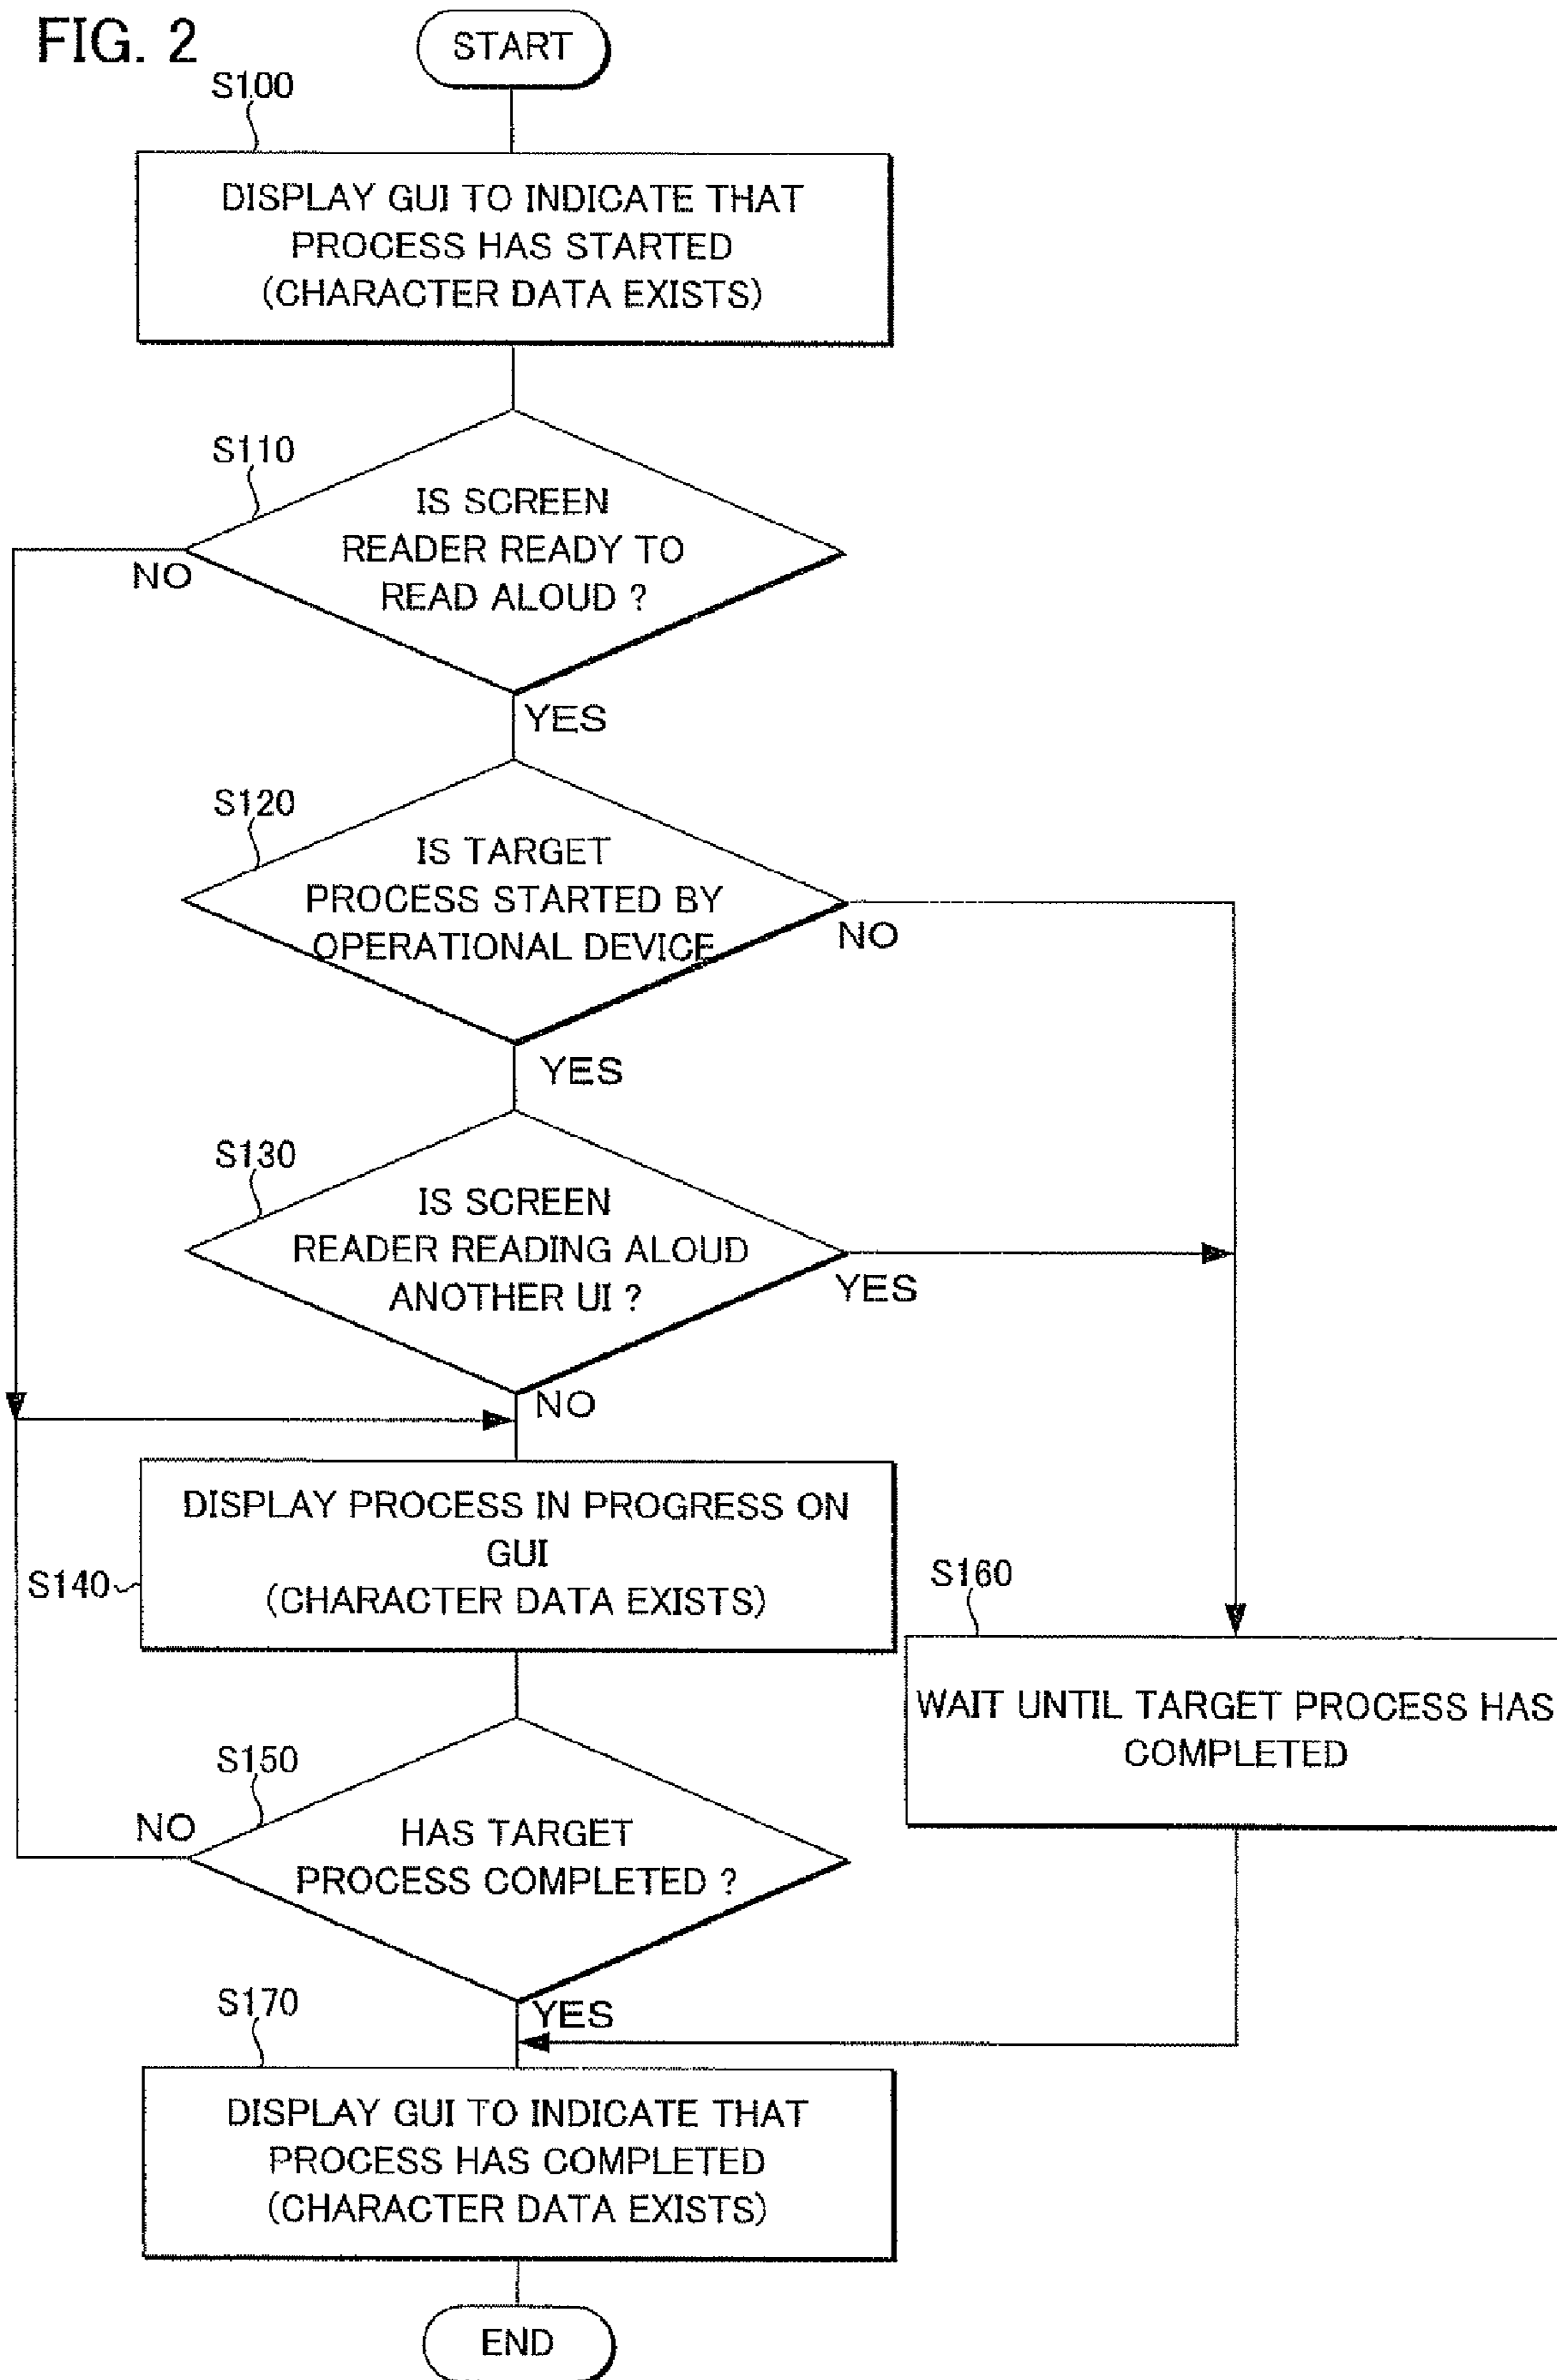 FIG. 2
START
S100
DISPLAY GUI TO INDICATE THAT
PROCESS HAS STARTED
(CHARACTER DATA EXISTS)
S110
IS SCREEN
READER READY TO
READ ALOUD ?
NO
YES
S120
IS TARGET
PROCESS STARTED BY
OPERATIONAL DEVICE
NO
YES
S130
IS SCREEN
READER READING ALOUD
ANOTHER UI ?
YES
NO
DISPLAY PROCESS IN PROGRESS ON
GUI
(CHARACTER DATA EXISTS)
S140
S160
WAIT UNTIL TARGET PROCESS HAS
COMPLETED
S150
HAS TARGET
PROCESS COMPLETED ?
NO
YES
S170
DISPLAY GUI TO INDICATE THAT
PROCESS HAS COMPLETED
(CHARACTER DATA EXISTS)
END